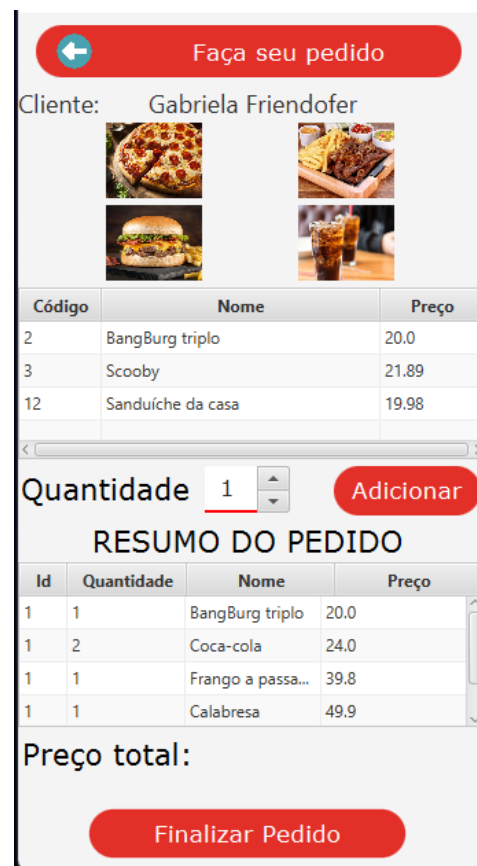 Faça seu pedido
Cliente: Gabriela Friendofer
Código Nome Preço
2 BangBurg triplo 20.0
3 Scooby 21.89
12 Sanduíche da casa 19.98
Quantidade 1 Adicionar
RESUMO DO PEDIDO
Id Quantidade Nome Preço
1 1 BangBurg triplo 20.0
1 2 Coca-cola 24.0
1 1 Frango a passa... 39.8
1 1 Calabresa 49.9
Preço total:
Finalizar Pedido